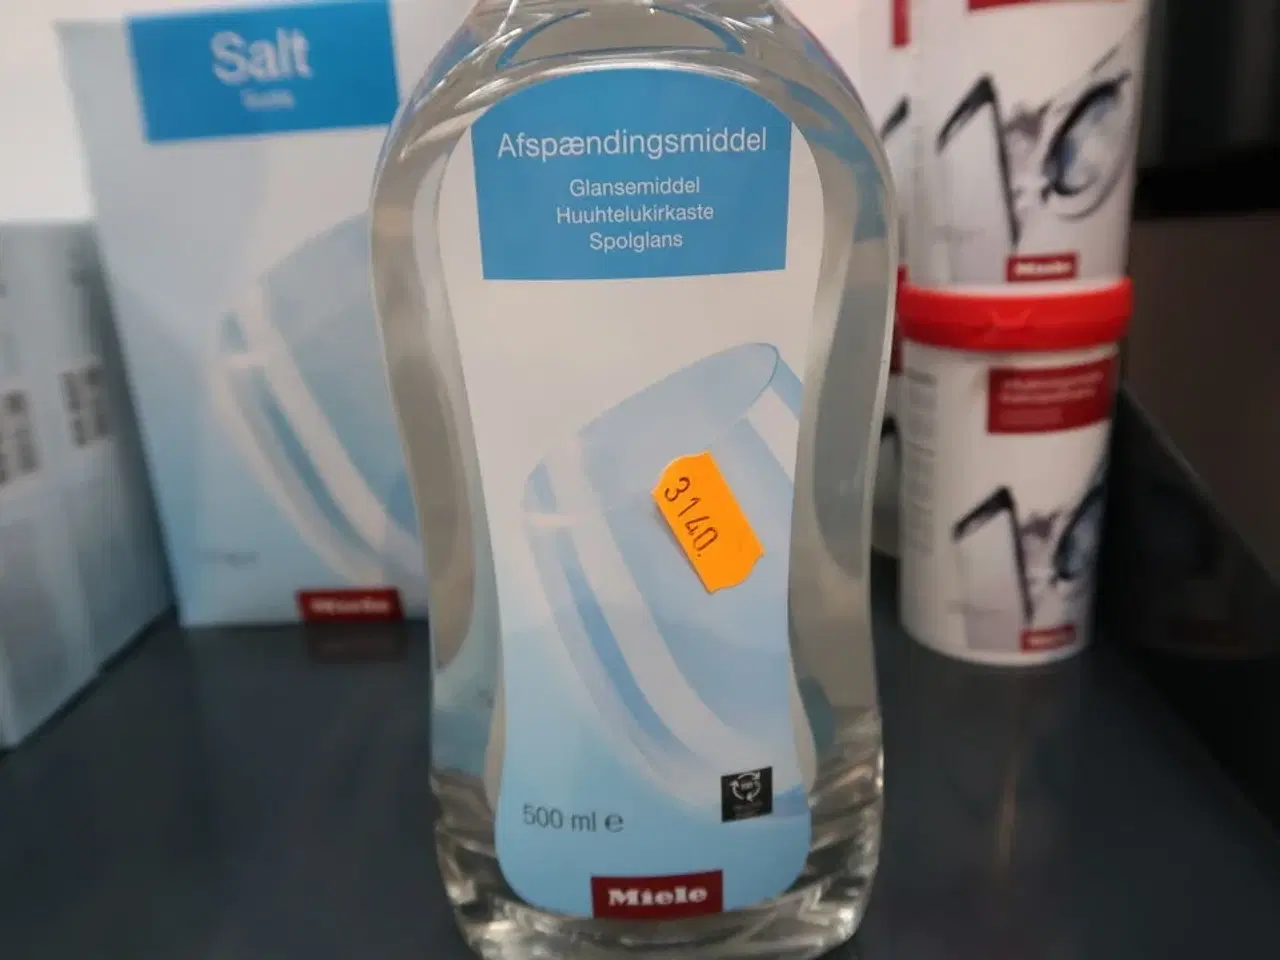 Salt
Afspændingsmiddel
Glansemiddel
Huuhtelukirkaste
Spolglans
3140.
500 ml ℮
Miele
Miele
Miele
Miele